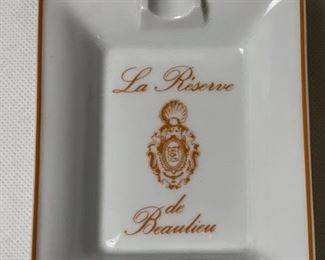 La Réserve
de
Beaulieu